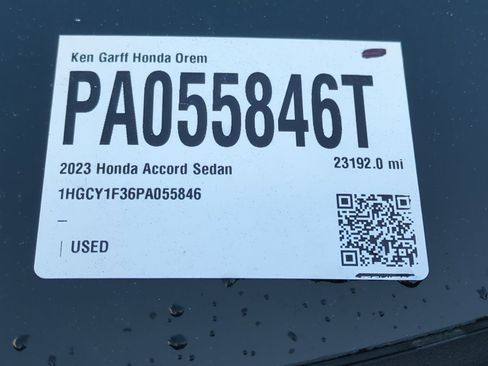 Ken Garff Honda Orem
PA055846T
2023 Honda Accord Sedan 23192.0 mi
1HGCY1F36PA055846
–
| USED